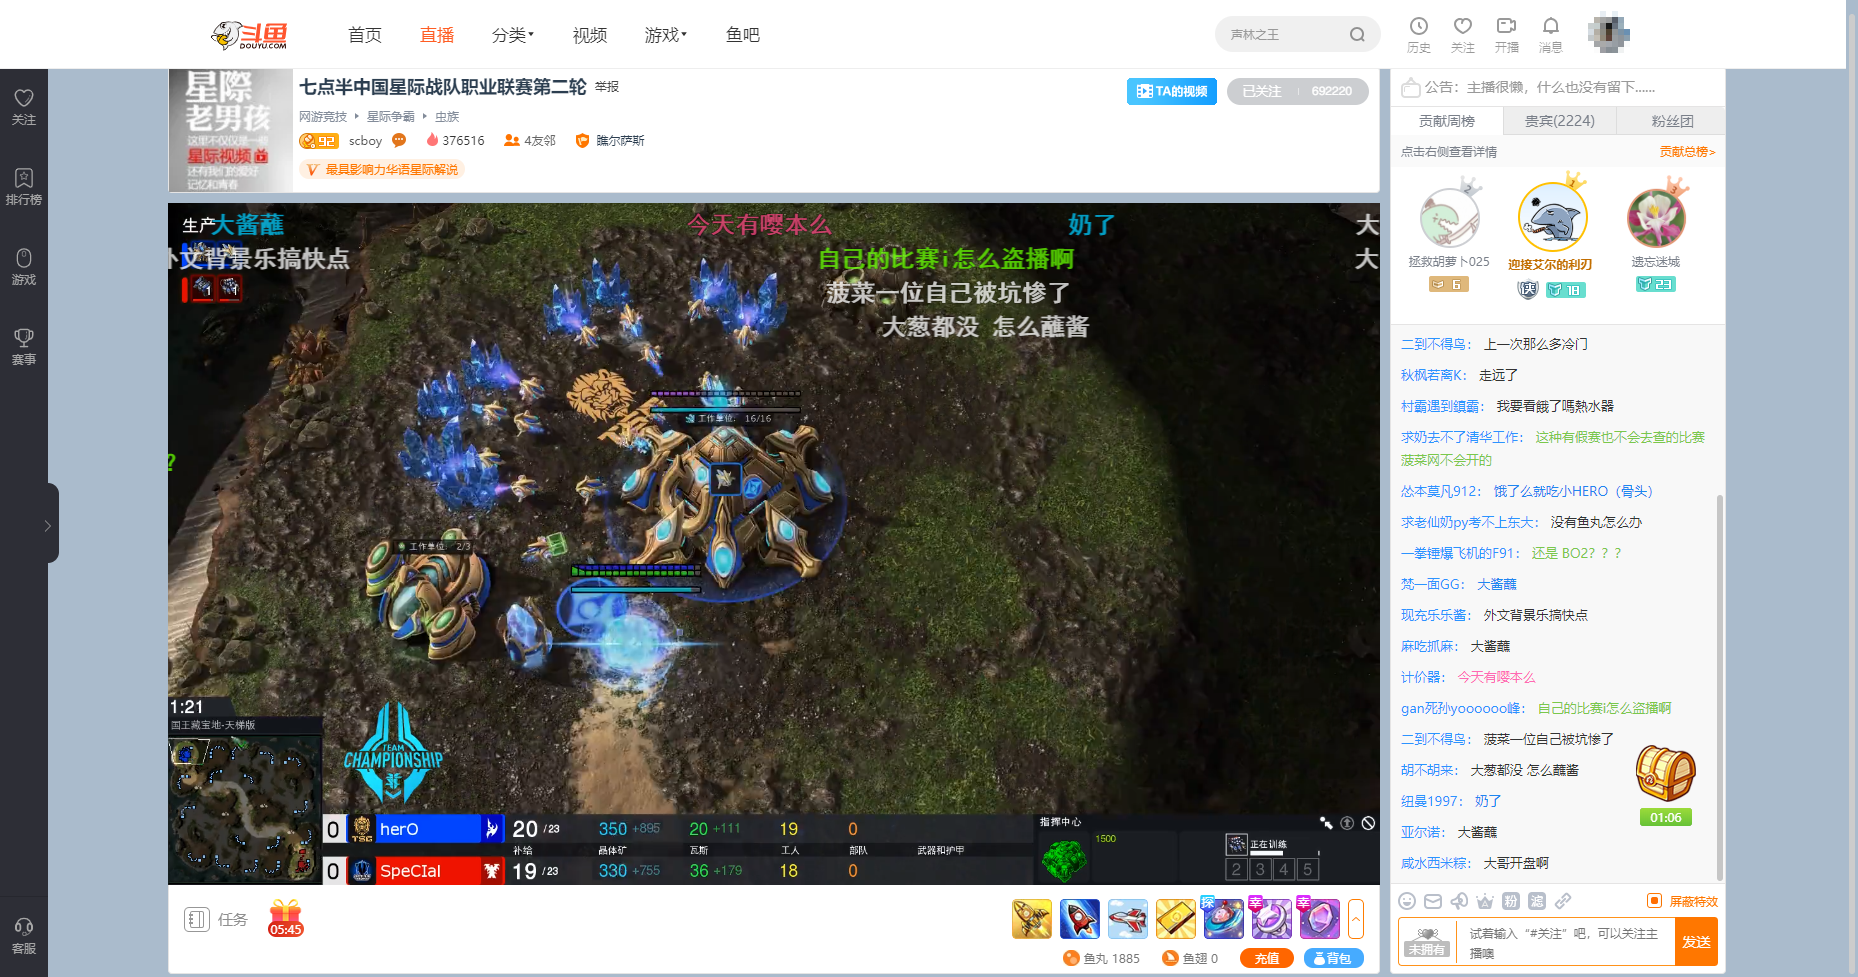 斗鱼
DOUYU.COM
首页
直播
分类
视频
游戏
鱼吧
声林之王
历史
关注
开播
消息
关注
排行榜
游戏
赛事
客服
星際
老男孩
这里不仅仅是一些
星际视频
还有我们的爱好
记忆和青春
七点半中国星际战队职业联赛第二轮
举报
网游竞技
星际争霸
虫族
92
scboy
376516
4友邻
瞧尔萨斯
最具影响力华语星际解说
TA的视频
已关注
692220
生产
大酱蘸
今天有嘤本么
奶了
大
外文背景乐搞快点
自己的比赛i怎么盗播啊
大
1
1
菠菜一位自己被坑惨了
大葱都没 怎么蘸酱
?
工作单位: 16/16
工作单位: 2/3
1:21
国王藏宝地-天梯版
TEAM
CHAMPIONSHIP
0
TSG
herO
20 /23
350 +895
20 +111
19
0
补给
晶体矿
瓦斯
工人
部队
武器和护甲
0
SpeCIal
19 /23
330 +755
36 +179
18
0
指挥中心
1500
正在训练
2
3
4
5
任务
05:45
探
幸
幸
鱼丸 1885
鱼翅 0
充值
背包
公告：主播很懒，什么也没有留下......
贡献周榜
贵宾(2224)
粉丝团
点击右侧查看详情
贡献总榜>
2
1
3
拯救胡萝卜025
迎接艾尔的利刃
遗忘迷城
6
侠
18
23
二到不得鸟： 上一次那么多冷门
秋枫若离K： 走远了
村霸遇到鎮霸： 我要看餓了嗎熱水器
求奶去不了清华工作： 这种有假赛也不会去查的比赛
菠菜网不会开的
怂本莫凡912： 饿了么就吃小HERO（骨头）
求老仙奶py考不上东大： 没有鱼丸怎么办
一拳锤爆飞机的F91： 还是 BO2？？？
梵一面GG： 大酱蘸
现充乐乐酱： 外文背景乐搞快点
麻吃抓麻： 大酱蘸
计价器： 今天有嘤本么
gan死孙yoooooo峰： 自己的比赛i怎么盗播啊
二到不得鸟： 菠菜一位自己被坑惨了
胡不胡来： 大葱都没 怎么蘸酱
纽曼1997： 奶了
亚尔诺： 大酱蘸
咸水西米粽： 大哥开盘啊
01:06
粉
滤
屏蔽特效
未拥有
试着输入“#关注”吧，可以关注主
播噢
发送